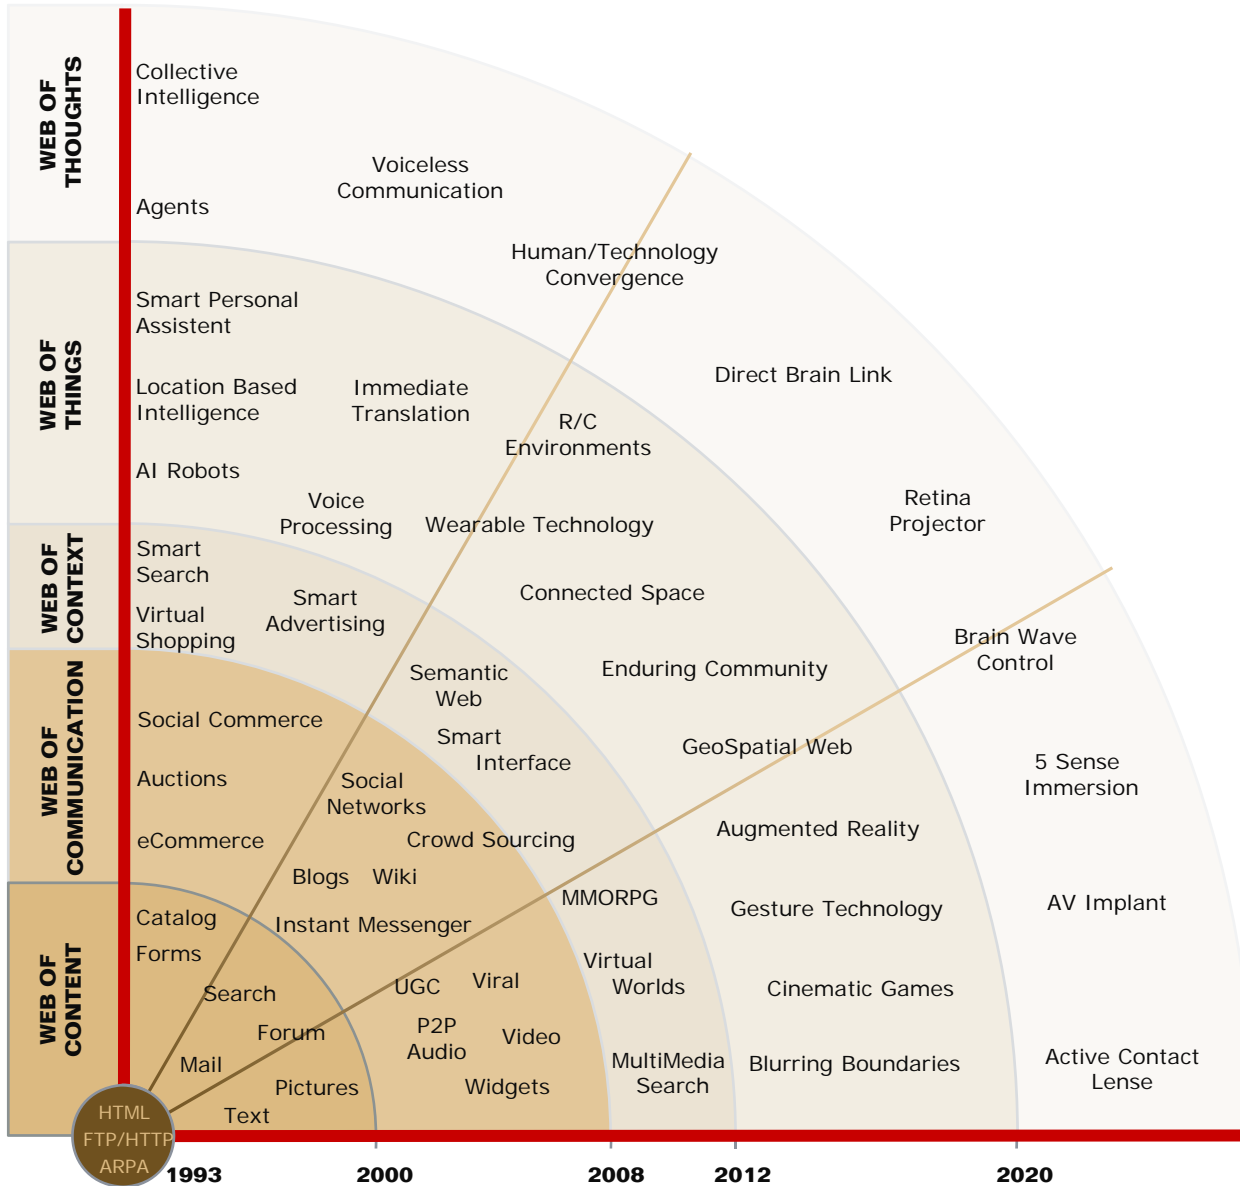 WEB OF
THOUGHTS
Collective
Intelligence
Voiceless
Communication
Agents
Human/Technology
Convergence
Direct Brain Link
Retina
Projector
Brain Wave
Control
5 Sense
Immersion
AV Implant
Active Contact
Lense
WEB OF
THINGS
Smart Personal
Assistent
Location Based
Intelligence
Immediate
Translation
R/C
Environments
AI Robots
Voice
Processing
Wearable Technology
Connected Space
Enduring Community
GeoSpatial Web
Augmented Reality
Gesture Technology
Cinematic Games
Blurring Boundaries
WEB OF
CONTEXT
Smart
Search
Virtual
Shopping
Smart
Advertising
Semantic
Web
Smart
Interface
MMORPG
Virtual
Worlds
MultiMedia
Search
WEB OF
COMMUNICATION
Social Commerce
Auctions
Social
Networks
eCommerce
Crowd Sourcing
Blogs
Wiki
Instant Messenger
UGC
Viral
P2P
Audio
Video
Widgets
WEB OF
CONTENT
Catalog
Forms
Search
Forum
Mail
Pictures
Text
HTML
FTP/HTTP
ARPA
1993
2000
2008
2012
2020